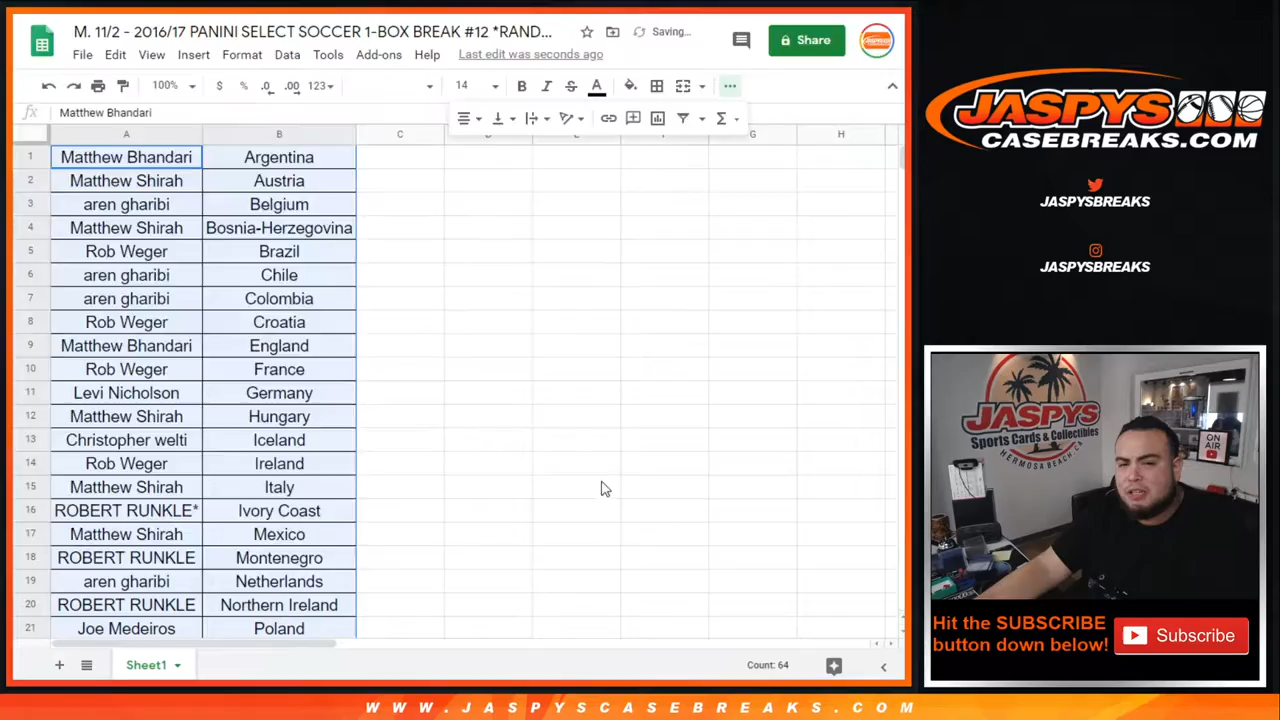 M. 11/2 - 2016/17 PANINI SELECT SOCCER 1-BOX BREAK #12 *RAND...
Saving...
Share
File Edit View Insert Format Data Tools Add-ons Help Last edit was seconds ago
100% $ % .0 .00 123 14 B I S A
fx Matthew Bhandari
A B C G H
1 Matthew Bhandari Argentina
2 Matthew Shirah Austria
3 aren gharibi Belgium
4 Matthew Shirah Bosnia-Herzegovina
5 Rob Weger Brazil
6 aren gharibi Chile
7 aren gharibi Colombia
8 Rob Weger Croatia
9 Matthew Bhandari England
10 Rob Weger France
11 Levi Nicholson Germany
12 Matthew Shirah Hungary
13 Christopher welti Iceland
14 Rob Weger Ireland
15 Matthew Shirah Italy
16 ROBERT RUNKLE* Ivory Coast
17 Matthew Shirah Mexico
18 ROBERT RUNKLE Montenegro
19 aren gharibi Netherlands
20 ROBERT RUNKLE Northern Ireland
21 Joe Medeiros Poland
Sheet1
Count: 64
JASPYS
CASEBREAKS.COM
JASPYSBREAKS
JASPYSBREAKS
JASPYS
Sports Cards & Collectibles
HERMOSA BEACH, CA
ON AIR
Hit the SUBSCRIBE
button down below!
Subscribe
WWW.JASPYSCASEBREAKS.COM